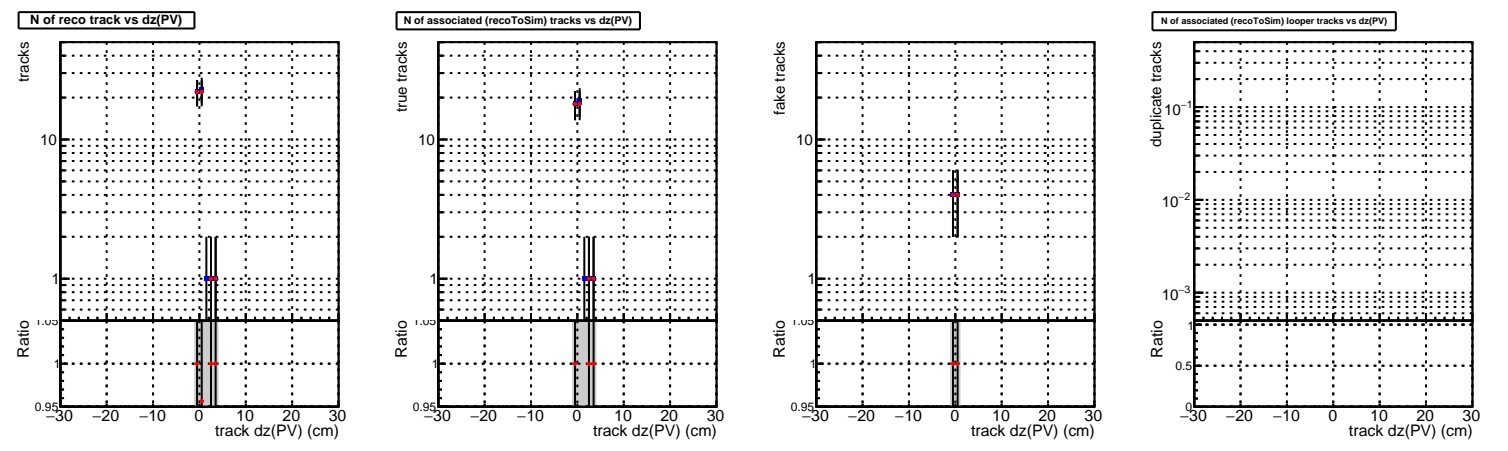 N of reco track vs dz(PV)
tracks
10
1
1.05
Ratio
1
0.95
−30 −20 −10 0 10 20 30
track dz(PV) (cm)
N of associated (recoToSim) tracks vs dz(PV)
true tracks
10
1
1.05
Ratio
1
0.95
−30 −20 −10 0 10 20 30
track dz(PV) (cm)
fake tracks
10
1
1.05
Ratio
1
0.95
−30 −20 −10 0 10 20 30
track dz(PV) (cm)
N of associated (recoToSim) looper tracks vs dz(PV)
duplicate tracks
10⁻¹
10⁻²
10⁻³
Ratio
1
0.5
0
−30 −20 −10 0 10 20 30
track dz(PV) (cm)